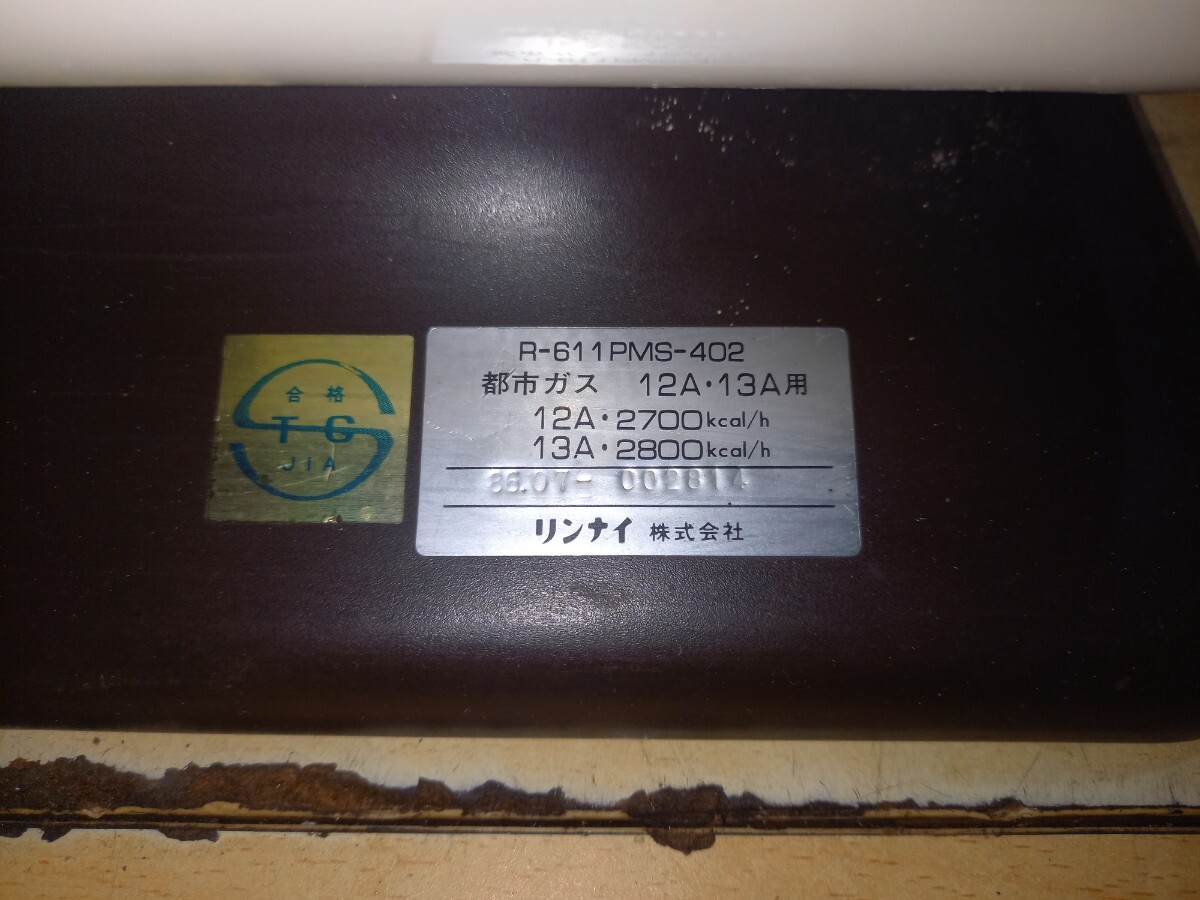 合格
TG
JIA
R-611PMS-402
都市ガス 12A・13A用
12A・2700kcal/h
13A・2800kcal/h
86.07- 002814
リンナイ 株式会社